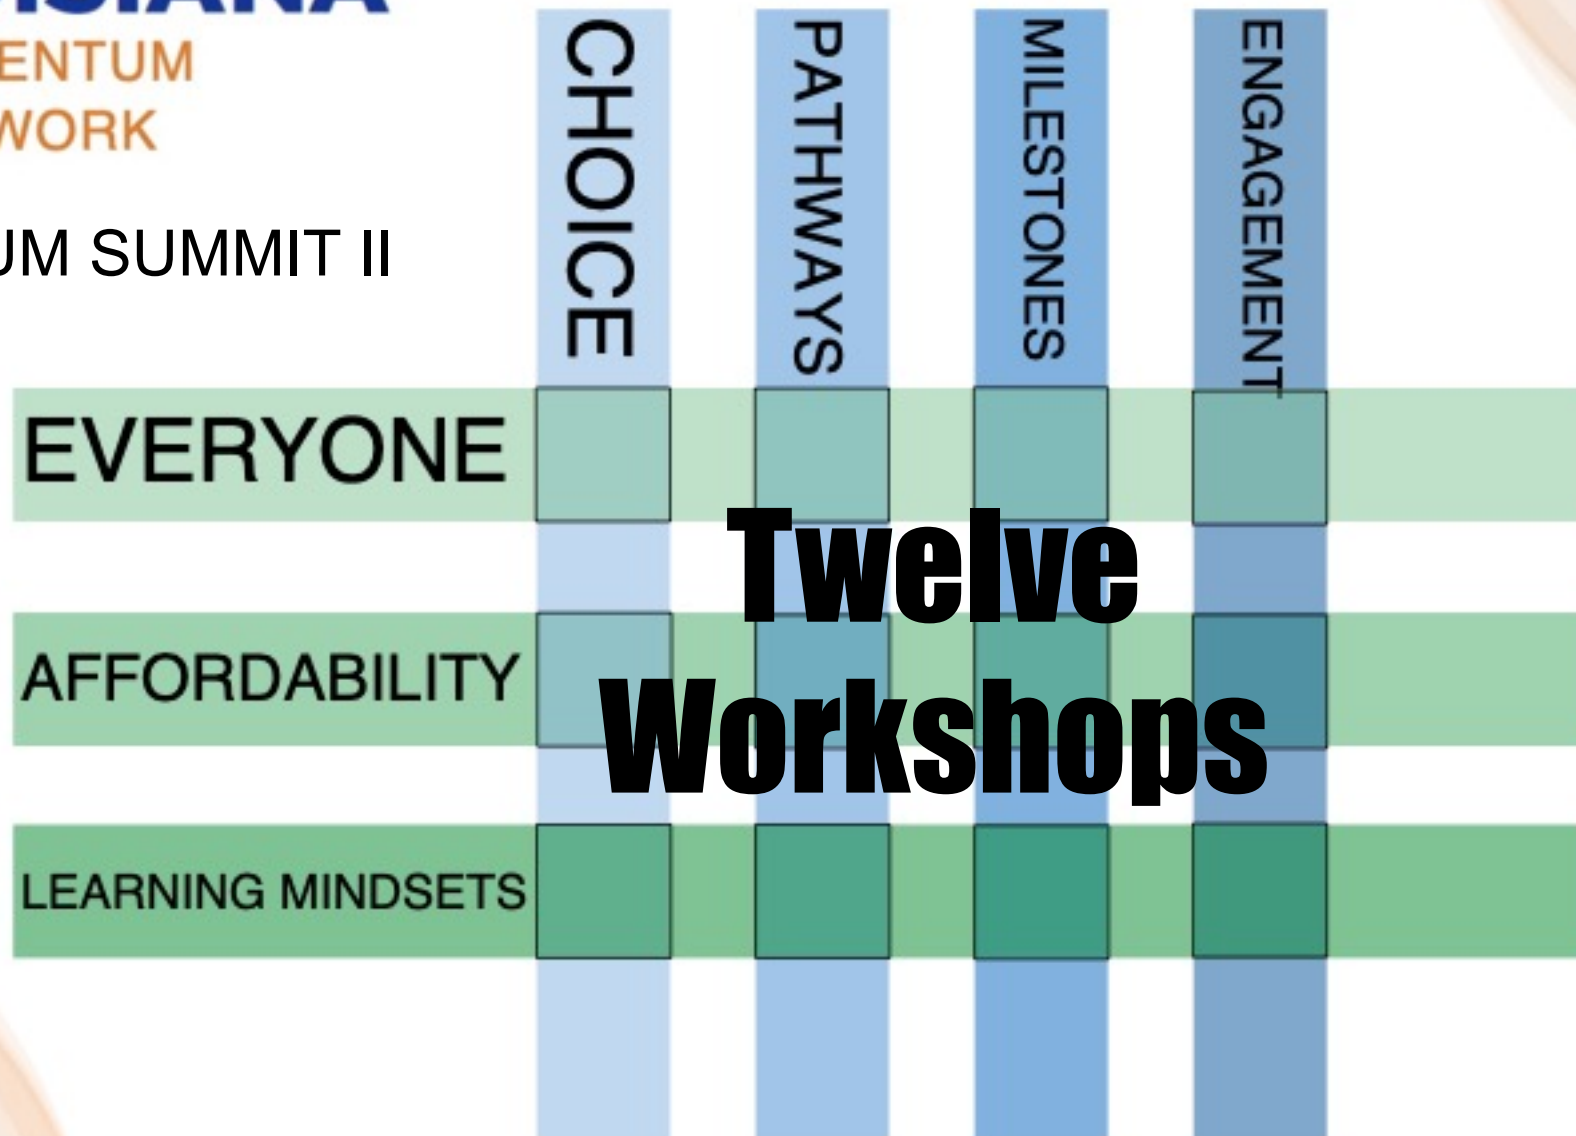 ENTUM
WORK
UM SUMMIT II
CHOICE
PATHWAYS
MILESTONES
ENGAGEMENT
EVERYONE
AFFORDABILITY
LEARNING MINDSETS
Twelve
Workshops